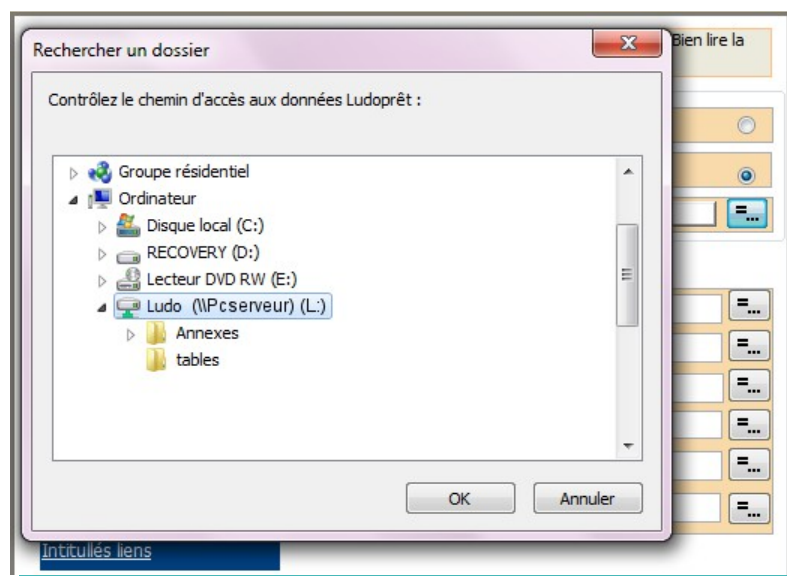 Bien lire la
Rechercher un dossier
Contrôlez le chemin d'accès aux données Ludoprêt :
Groupe résidentiel
Ordinateur
Disque local (C:)
RECOVERY (D:)
Lecteur DVD RW (E:)
Ludo (\\Pcserveur) (L:)
Annexes
tables
OK Annuler
=...
=...
=...
=...
=...
=...
=...
Intitullés liens